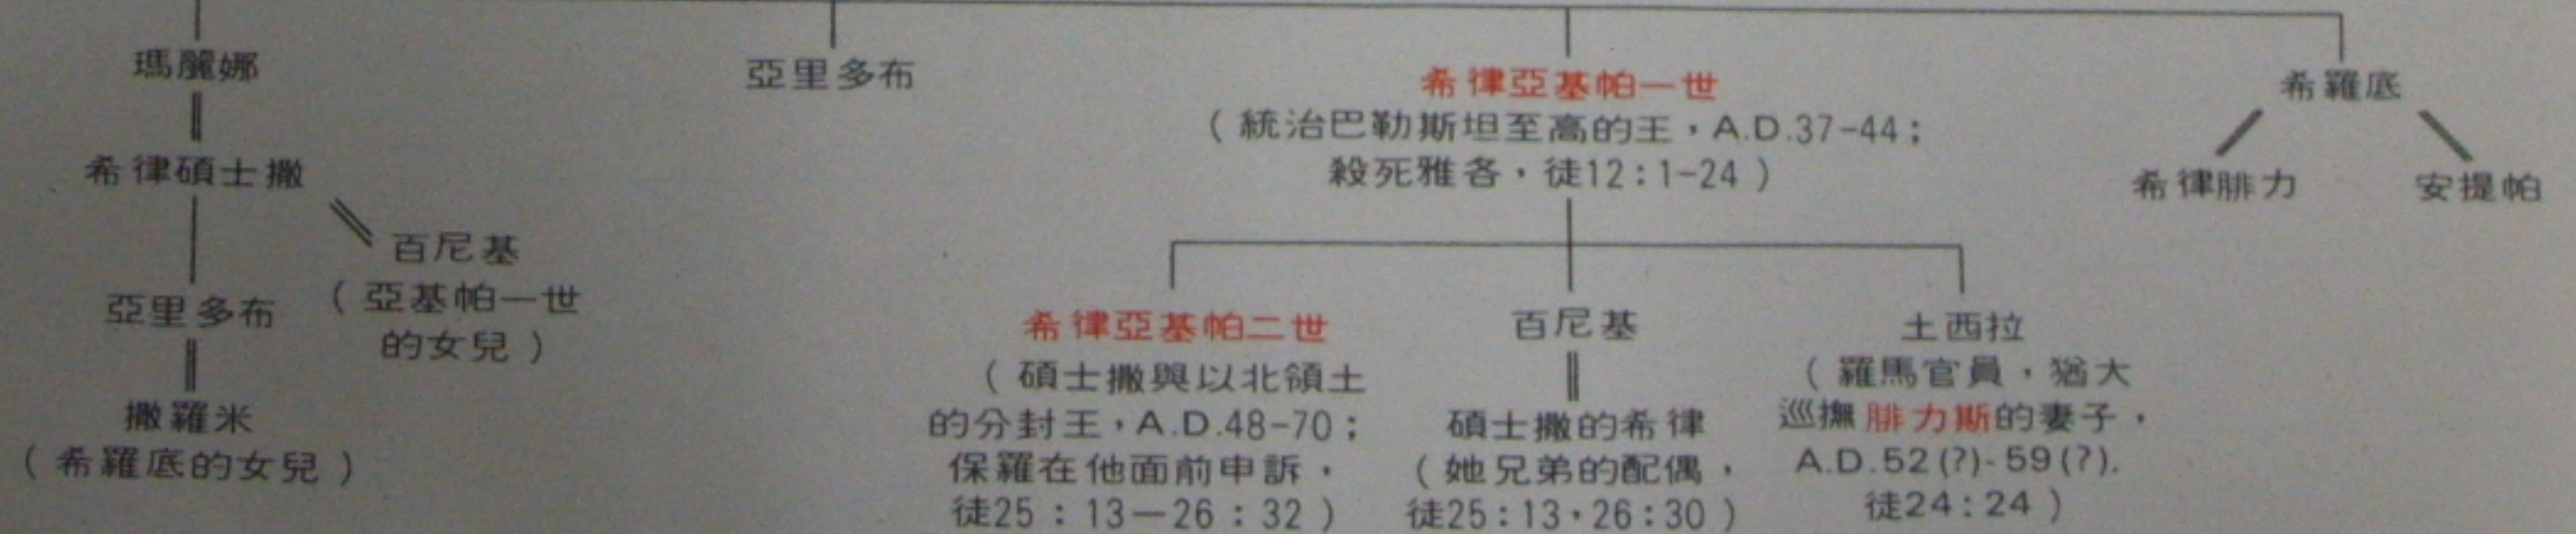 瑪麗娜
亞里多布
希律亞基帕一世
(統治巴勒斯坦至高的王，A.D.37-44；
殺死雅各，徒12：1-24)
希羅底
希律腓力
安提帕
希律碩士撒
百尼基
(亞基帕一世
的女兒)
亞里多布
撒羅米
(希羅底的女兒)
希律亞基帕二世
(碩士撒與以北領土
的分封王，A.D.48-70；
保羅在他面前申訴，
徒25：13－26：32)
百尼基
碩士撒的希律
(她兄弟的配偶，
徒25：13，26：30)
土西拉
(羅馬官員，猶大
巡撫腓力斯的妻子，
A.D.52(?)-59(?).
徒24：24)